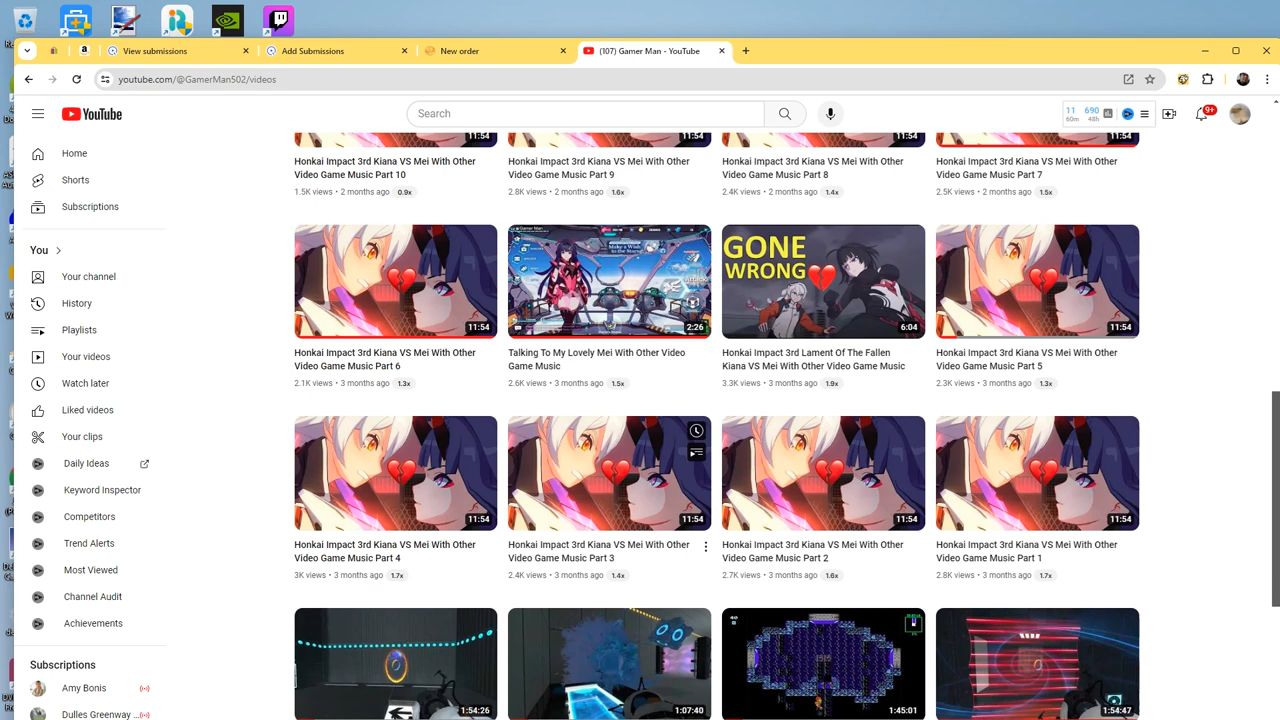 View submissions
Add Submissions
New order
(107) Gamer Man - YouTube
youtube.com/@GamerMan502/videos
YouTube
Search
11
60m
690
48h
9+
Home
Shorts
Subscriptions
You
Your channel
History
Playlists
Your videos
Watch later
Liked videos
Your clips
Daily Ideas
Keyword Inspector
Competitors
Trend Alerts
Most Viewed
Channel Audit
Achievements
Subscriptions
Amy Bonis
Dulles Greenway ...
11:54
11:54
11:54
11:54
Honkai Impact 3rd Kiana VS Mei With Other
Video Game Music Part 10
1.5K views • 2 months ago 0.9x
Honkai Impact 3rd Kiana VS Mei With Other
Video Game Music Part 9
2.8K views • 2 months ago 1.6x
Honkai Impact 3rd Kiana VS Mei With Other
Video Game Music Part 8
2.4K views • 2 months ago 1.4x
Honkai Impact 3rd Kiana VS Mei With Other
Video Game Music Part 7
2.5K views • 2 months ago 1.5x
11:54
Make a Wish
2:26
GONE
WRONG
6:04
11:54
Honkai Impact 3rd Kiana VS Mei With Other
Video Game Music Part 6
2.1K views • 3 months ago 1.3x
Talking To My Lovely Mei With Other Video
Game Music
2.6K views • 3 months ago 1.5x
Honkai Impact 3rd Lament Of The Fallen
Kiana VS Mei With Other Video Game Music
3.3K views • 3 months ago 1.9x
Honkai Impact 3rd Kiana VS Mei With Other
Video Game Music Part 5
2.3K views • 3 months ago 1.3x
11:54
11:54
11:54
11:54
Honkai Impact 3rd Kiana VS Mei With Other
Video Game Music Part 4
3K views • 3 months ago 1.7x
Honkai Impact 3rd Kiana VS Mei With Other
Video Game Music Part 3
2.4K views • 3 months ago 1.4x
Honkai Impact 3rd Kiana VS Mei With Other
Video Game Music Part 2
2.7K views • 3 months ago 1.6x
Honkai Impact 3rd Kiana VS Mei With Other
Video Game Music Part 1
2.8K views • 3 months ago 1.7x
1:54:26
1:07:40
1:45:01
1:54:47